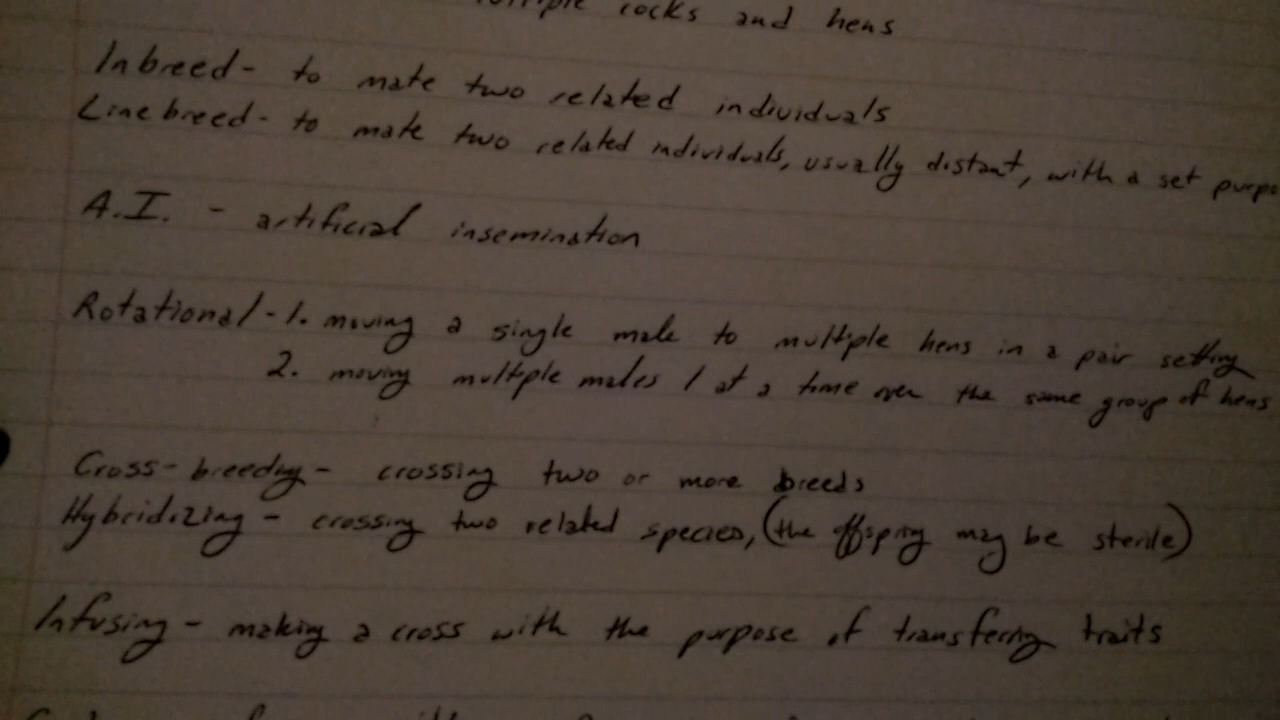 cocks and hens
Inbreed - to mate two related individuals
Line breed - to mate two related individuals, usually distant, with a set purpo
A.I. - artificial insemination
Rotational - 1. moving a single male to multiple hens in a pair setting
2. moving multiple males 1 at a time over the same group of hens
Cross-breeding - crossing two or more breeds
Hybridizing - crossing two related species, (the offspring may be sterile)
Infusing - making a cross with the purpose of transferring traits